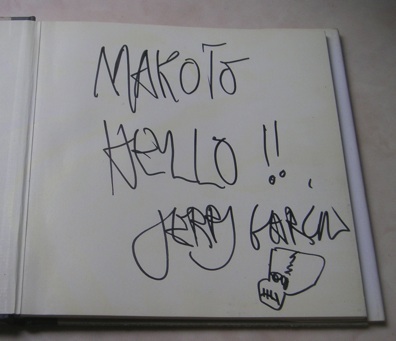 MAKOTO
HELLO !!
JERRY GARCIA